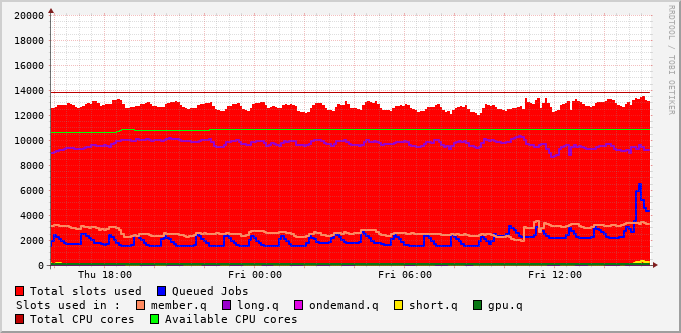 20000
18000
16000
14000
12000
10000
8000
6000
4000
2000
0
Thu 18:00 Fri 00:00 Fri 06:00 Fri 12:00
Total slots used Queued Jobs
Slots used in : member.q long.q ondemand.q short.q gpu.q
Total CPU cores Available CPU cores
RRDTOOL / TOBI OETIKER